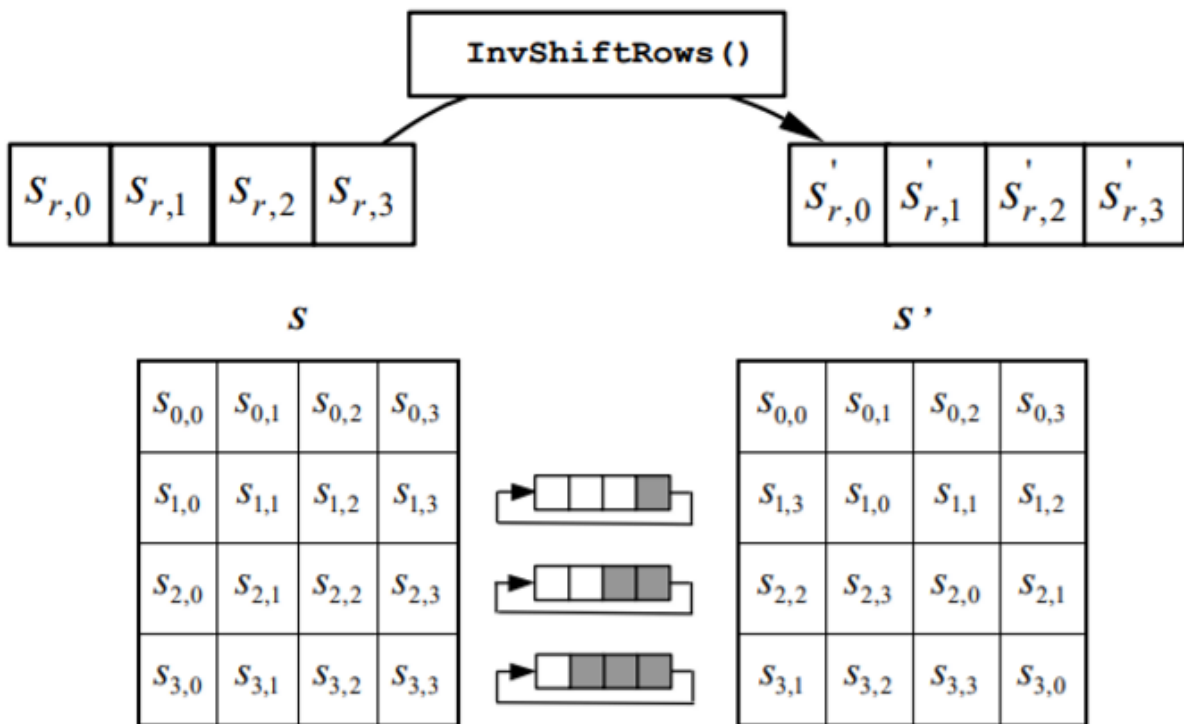 InvShiftRows()
S_{r,0} S_{r,1} S_{r,2} S_{r,3} S'_{r,0} S'_{r,1} S'_{r,2} S'_{r,3}
S S'
S_{0,0} S_{0,1} S_{0,2} S_{0,3} S_{0,0} S_{0,1} S_{0,2} S_{0,3}
S_{1,0} S_{1,1} S_{1,2} S_{1,3} S_{1,3} S_{1,0} S_{1,1} S_{1,2}
S_{2,0} S_{2,1} S_{2,2} S_{2,3} S_{2,2} S_{2,3} S_{2,0} S_{2,1}
S_{3,0} S_{3,1} S_{3,2} S_{3,3} S_{3,1} S_{3,2} S_{3,3} S_{3,0}